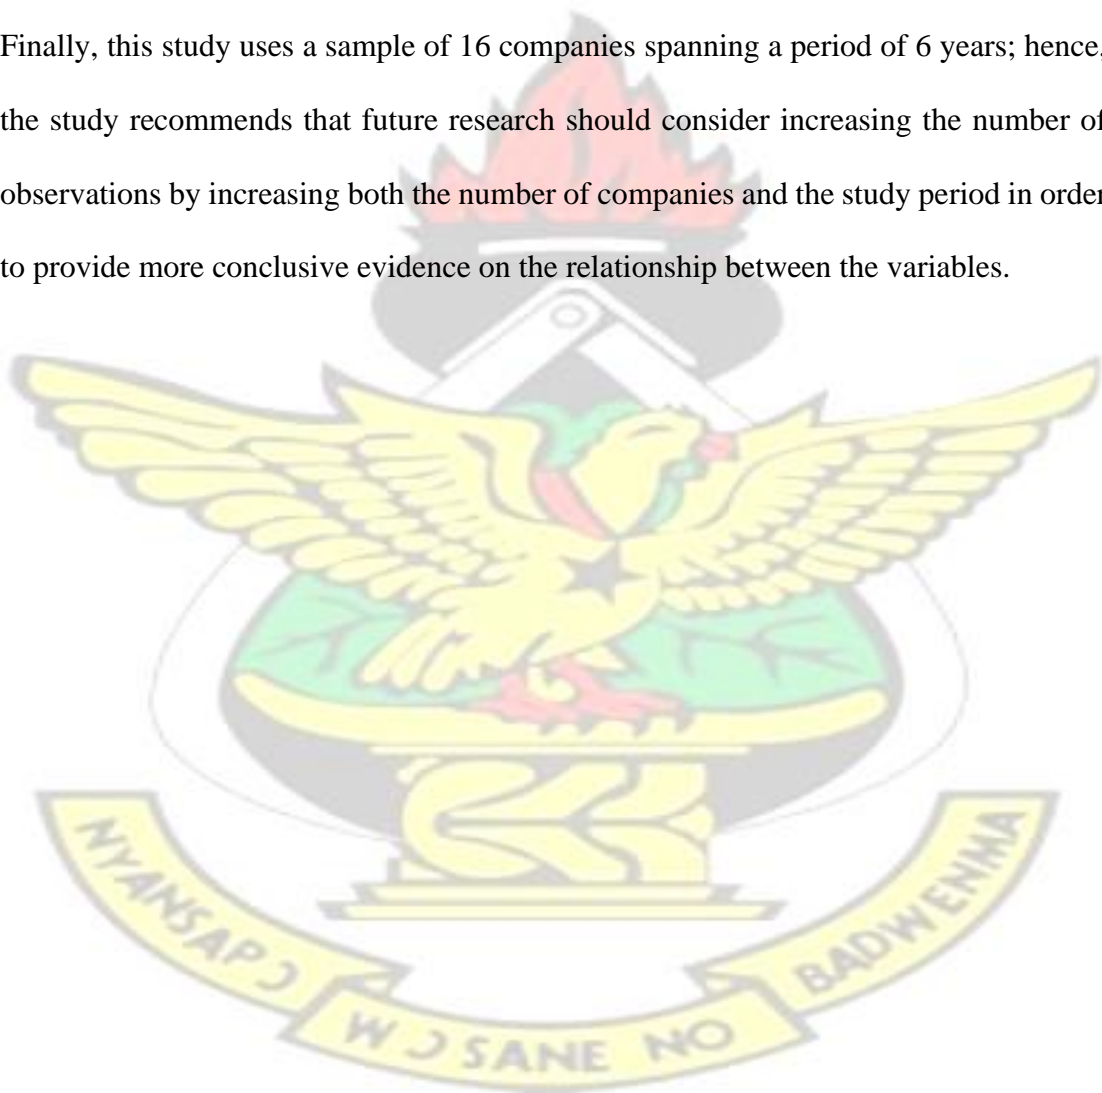 Finally, this study uses a sample of 16 companies spanning a period of 6 years; hence,
the study recommends that future research should consider increasing the number of
observations by increasing both the number of companies and the study period in order
to provide more conclusive evidence on the relationship between the variables.
NYANSAPƆ
WƆSANE NO
BADWENMA